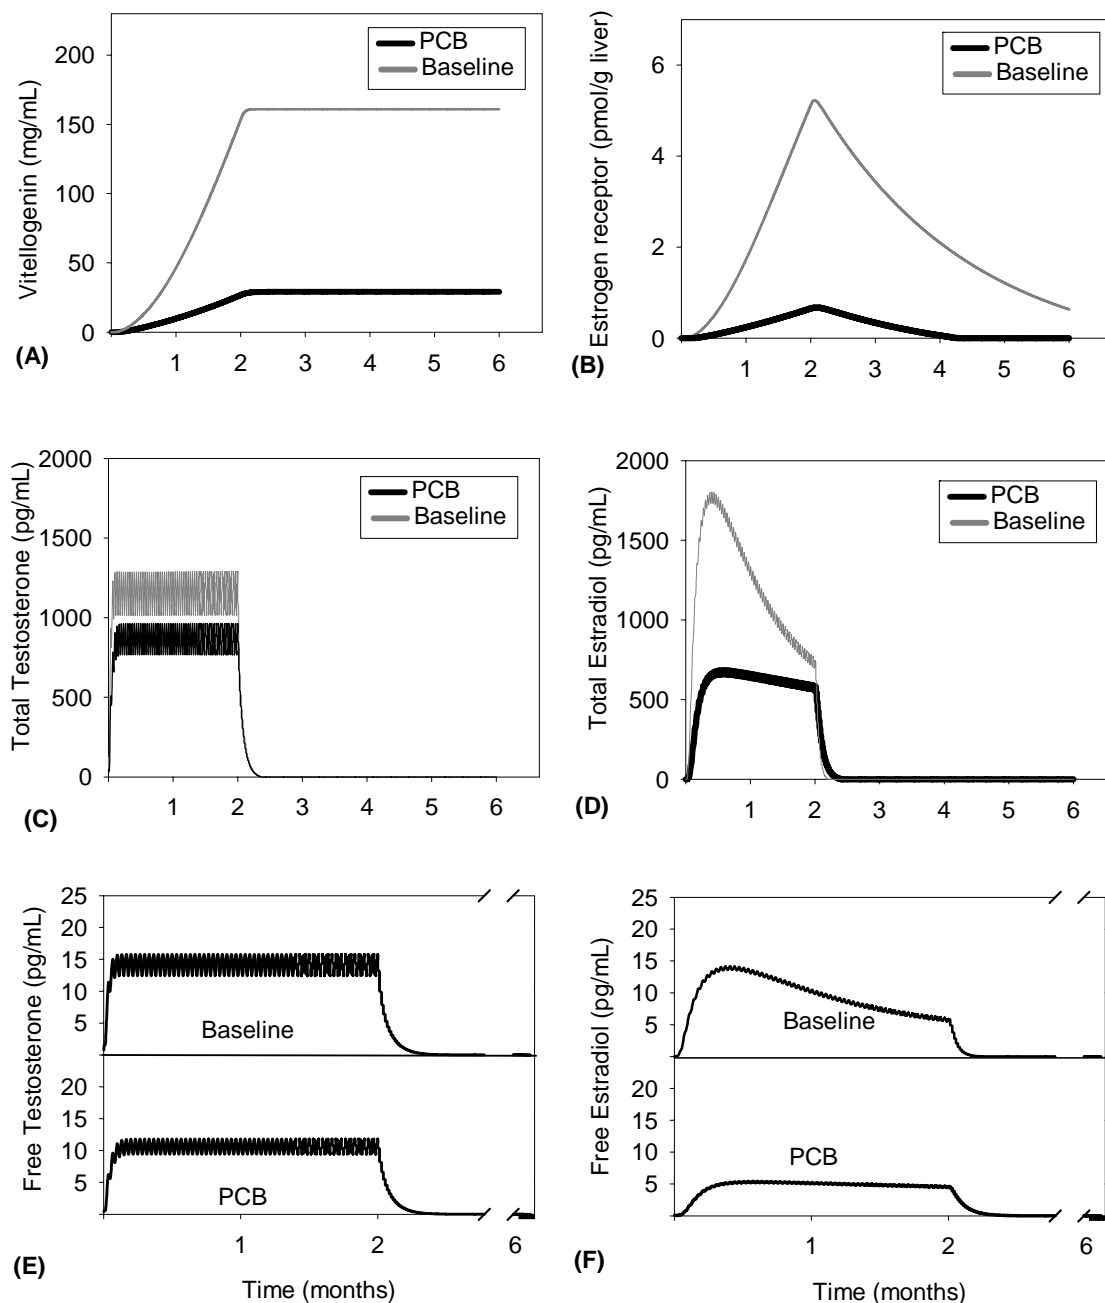 Vitellogenin (mg/mL)
200
150
100
50
0
PCB
Baseline
1 2 3 4 5 6
(A)
Estrogen receptor (pmol/g liver)
6
4
2
0
PCB
Baseline
1 2 3 4 5 6
(B)
Total Testosterone (pg/mL)
2000
1500
1000
500
0
PCB
Baseline
1 2 3 4 5 6
(C)
Total Estradiol (pg/mL)
2000
1500
1000
500
0
PCB
Baseline
1 2 3 4 5 6
(D)
Free Testosterone (pg/mL)
25
20
15
10
5
Baseline
20
15
10
5
PCB
1 2 6
(E)
Time (months)
Free Estradiol (pg/mL)
25
20
15
10
5
Baseline
20
15
10
5
PCB
1 2 6
(F)
Time (months)